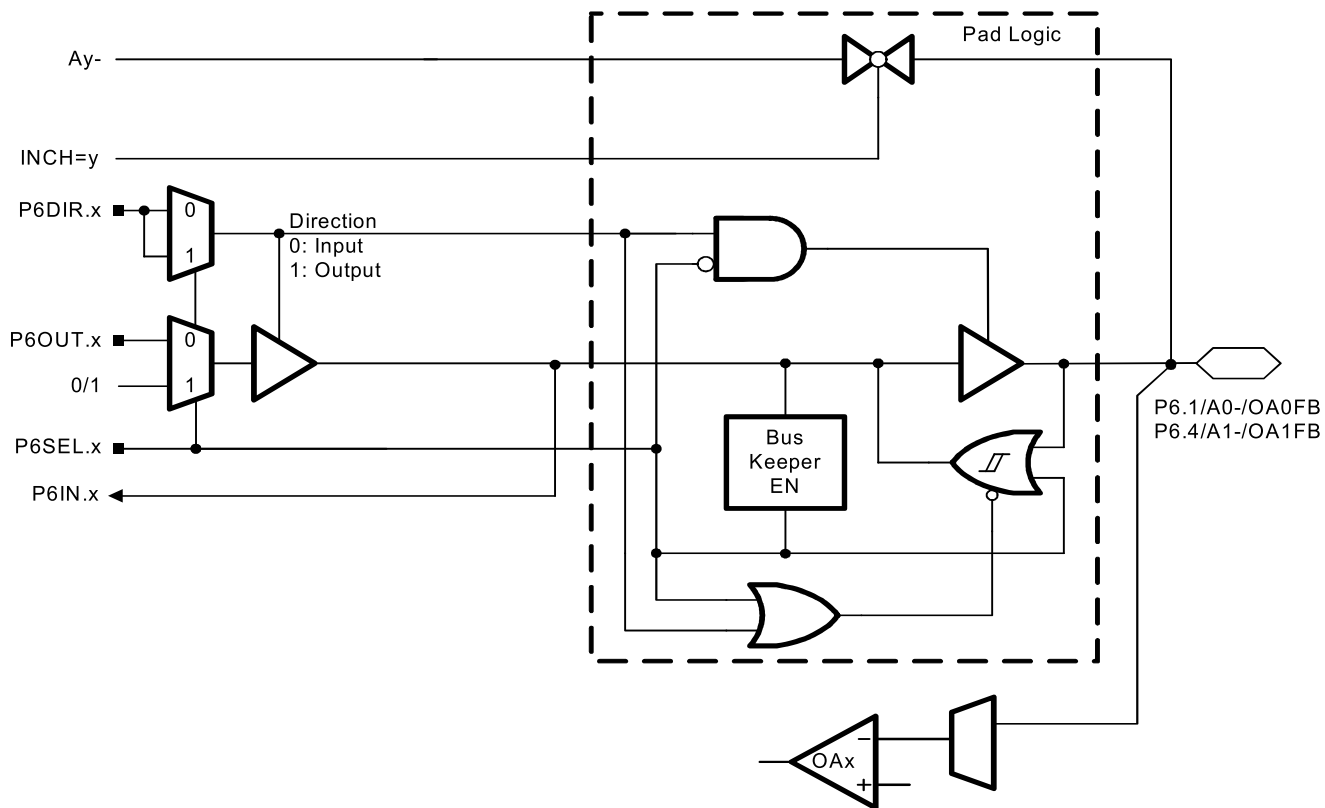 Pad Logic
Ay-
INCH=y
P6DIR.x
0
1
Direction
0: Input
1: Output
P6OUT.x
0
0/1
1
P6SEL.x
P6IN.x
Bus
Keeper
EN
P6.1/A0-/OA0FB
P6.4/A1-/OA1FB
OAx
−
+